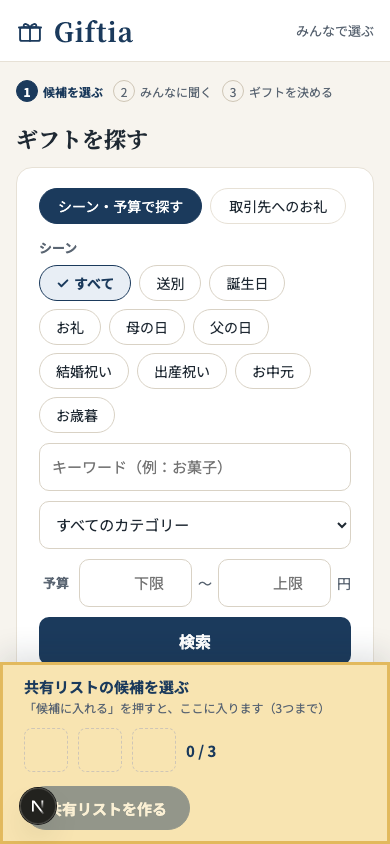 Giftia
みんなで選ぶ
1 候補を選ぶ 2 みんなに聞く 3 ギフトを決める
ギフトを探す
シーン・予算で探す 取引先へのお礼
シーン
すべて 送別 誕生日
お礼 母の日 父の日
結婚祝い 出産祝い お中元
お歳暮
キーワード（例：お菓子）
すべてのカテゴリー
予算 下限 〜 上限 円
検索
共有リストの候補を選ぶ
「候補に入れる」を押すと、ここに入ります（3つまで）
0 / 3
N
有リストを作る